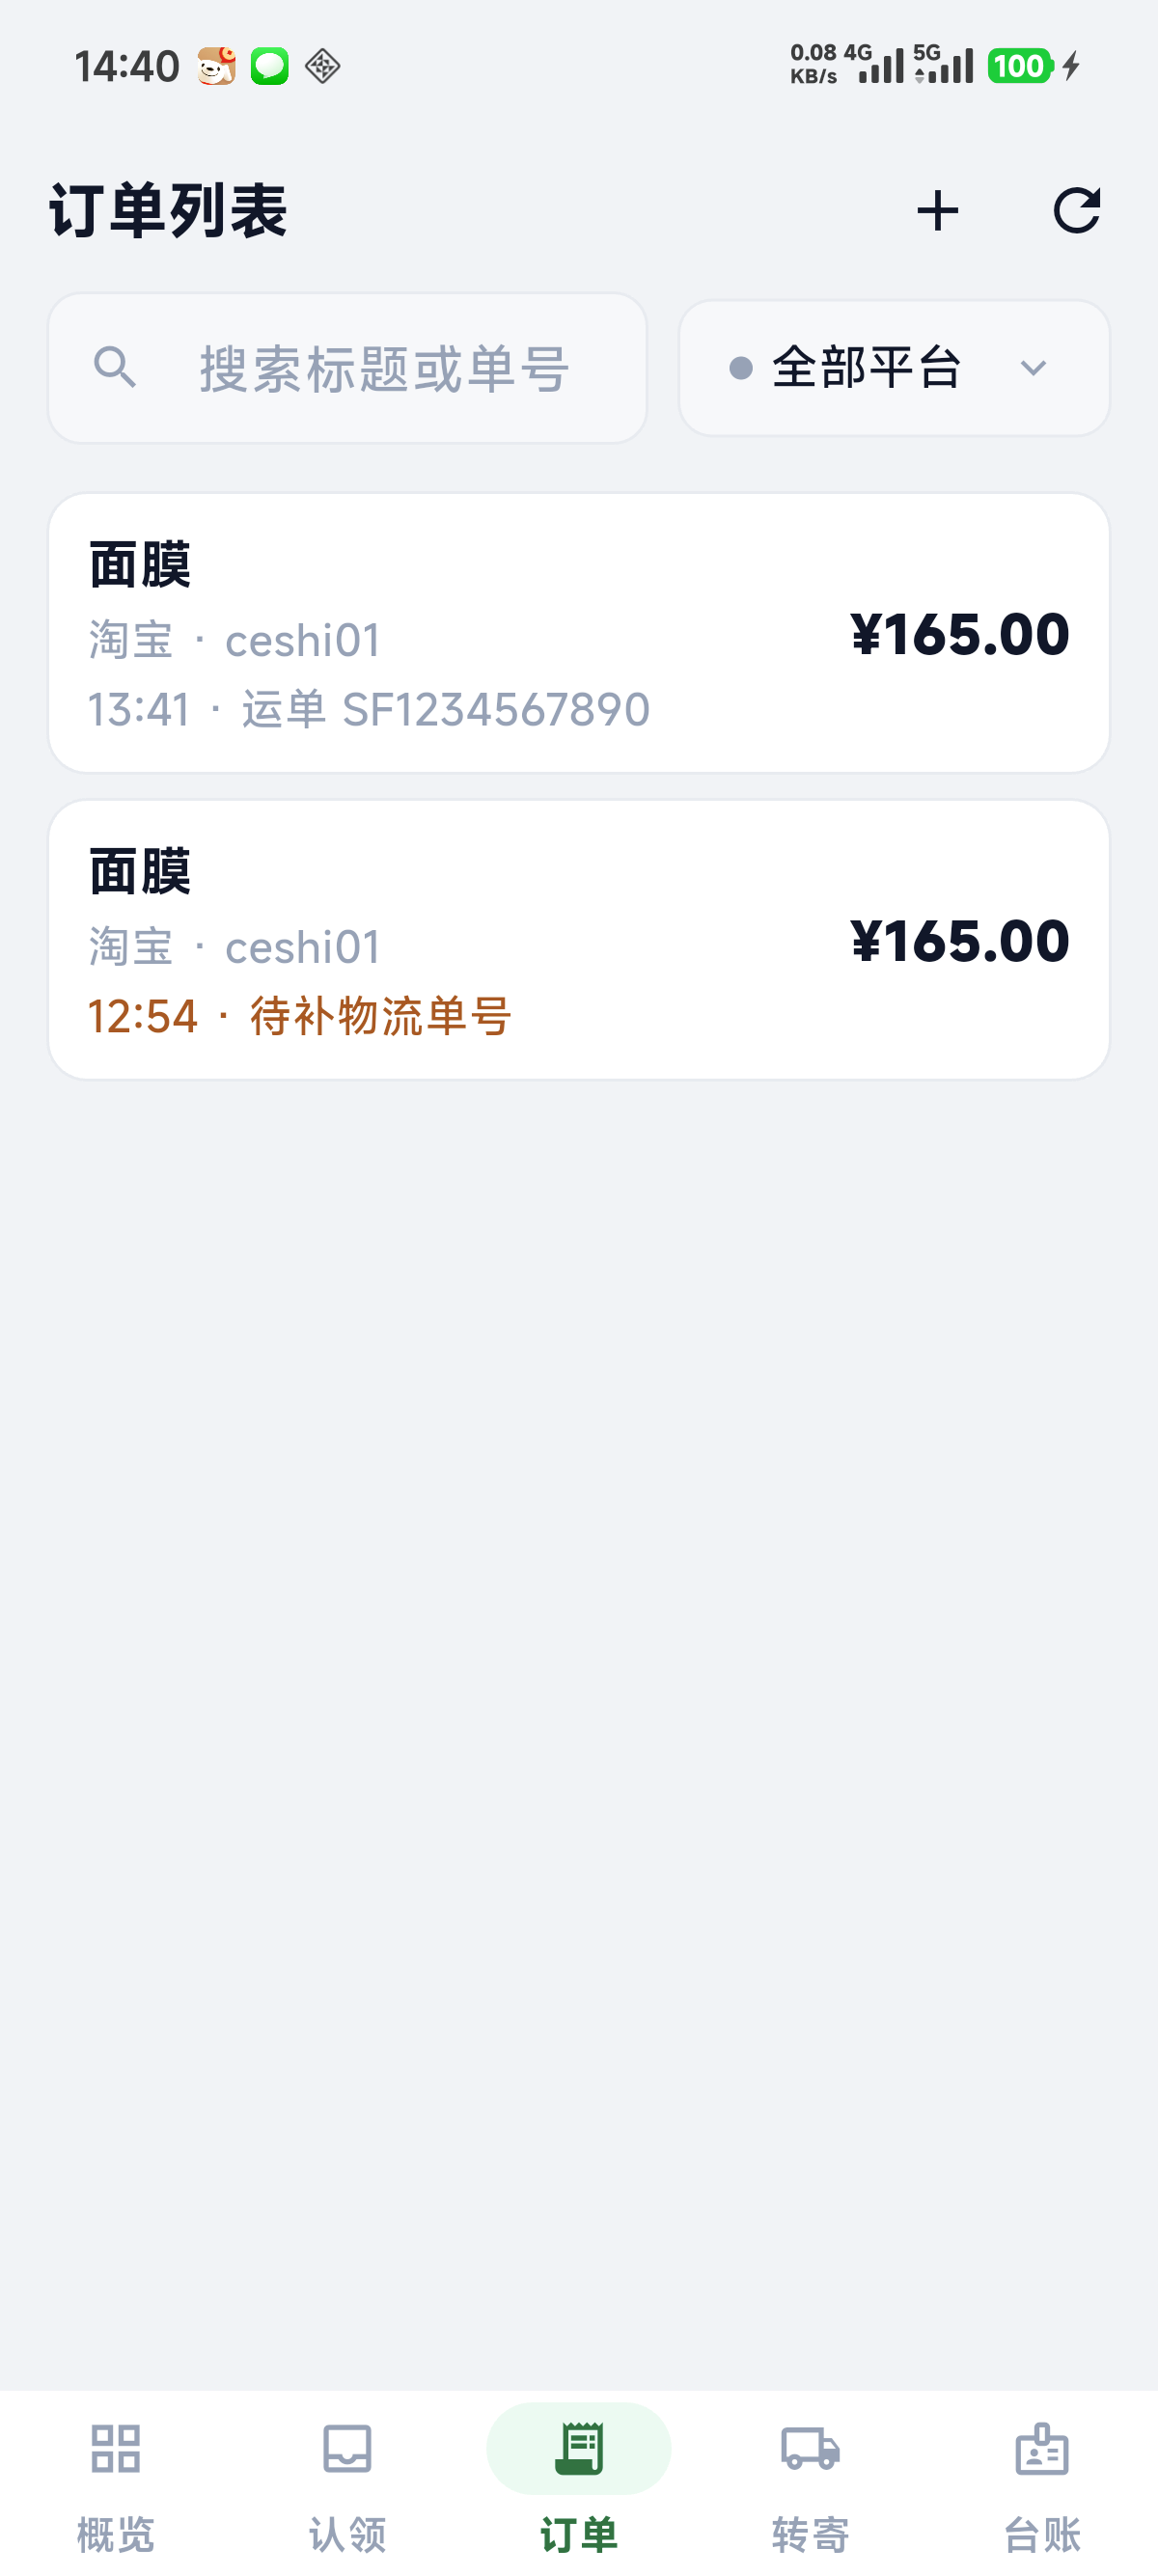 14:40
0.08 KB/s 4G 5G 100
订单列表
搜索标题或单号
全部平台
面膜
淘宝 · ceshi01
¥165.00
13:41 · 运单 SF1234567890
面膜
淘宝 · ceshi01
¥165.00
12:54 · 待补物流单号
概览 认领 订单 转寄 台账